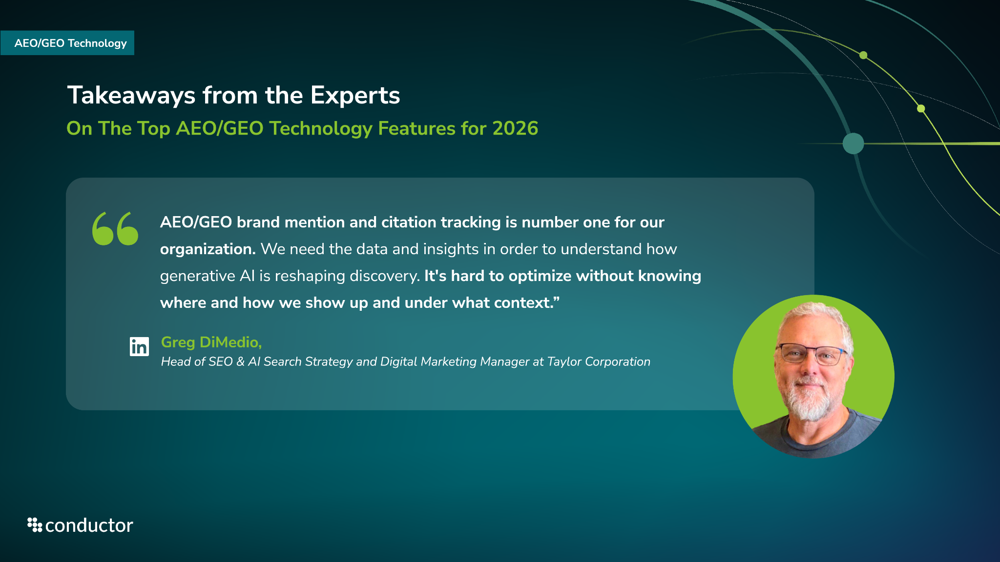 AEO/GEO Technology
Takeaways from the Experts
On The Top AEO/GEO Technology Features for 2026
“
AEO/GEO brand mention and citation tracking is number one for our
organization. We need the data and insights in order to understand how
generative AI is reshaping discovery. It's hard to optimize without knowing
where and how we show up and under what context.”
in
Greg DiMedio,
Head of SEO & AI Search Strategy and Digital Marketing Manager at Taylor Corporation
conductor